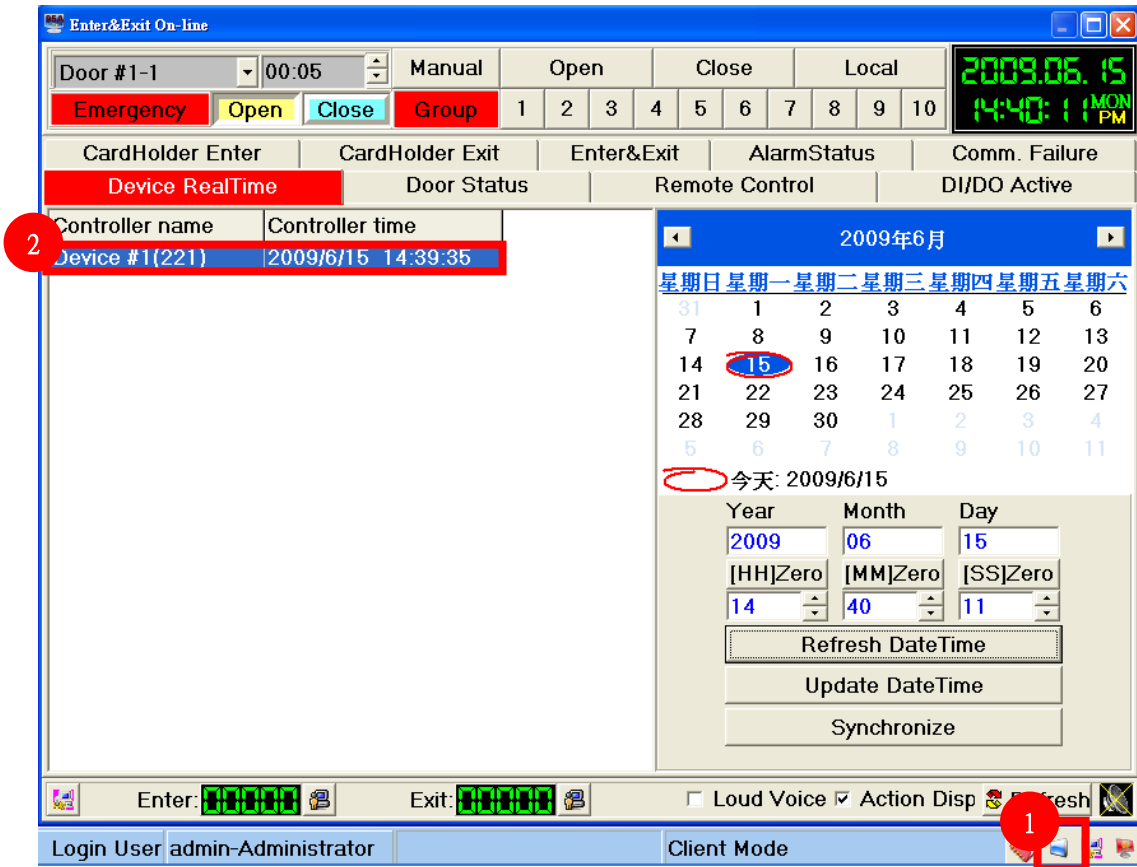 Enter&Exit On-line
Door #1-1 00:05 Manual Open Close Local 2009.06. 15
Emergency Open Close Group 1 2 3 4 5 6 7 8 9 10 14:40: 11 MON PM
CardHolder Enter CardHolder Exit Enter&Exit AlarmStatus Comm. Failure
Device RealTime Door Status Remote Control DI/DO Active
Controller name Controller time
2 Device #1(221) 2009/6/15 14:39:35
2009年6月
星期日 星期一 星期二 星期三 星期四 星期五 星期六
31 1 2 3 4 5 6
7 8 9 10 11 12 13
14 15 16 17 18 19 20
21 22 23 24 25 26 27
28 29 30 1 2 3 4
5 6 7 8 9 10 11
今天: 2009/6/15
Year Month Day
2009 06 15
[HH]Zero [MM]Zero [SS]Zero
14 40 11
Refresh DateTime
Update DateTime
Synchronize
Enter: 00000 Exit: 00000 Loud Voice Action Disp
1
Login User admin-Administrator Client Mode